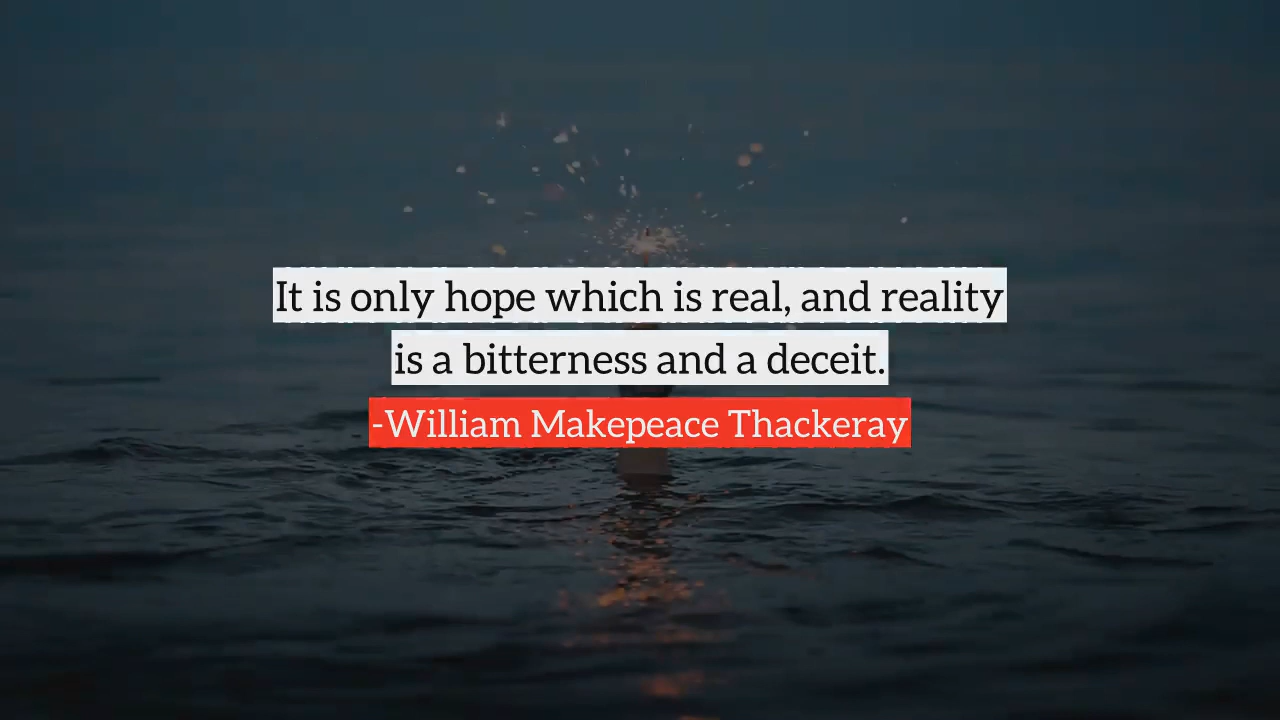 It is only hope which is real, and reality
is a bitterness and a deceit.
-William Makepeace Thackeray